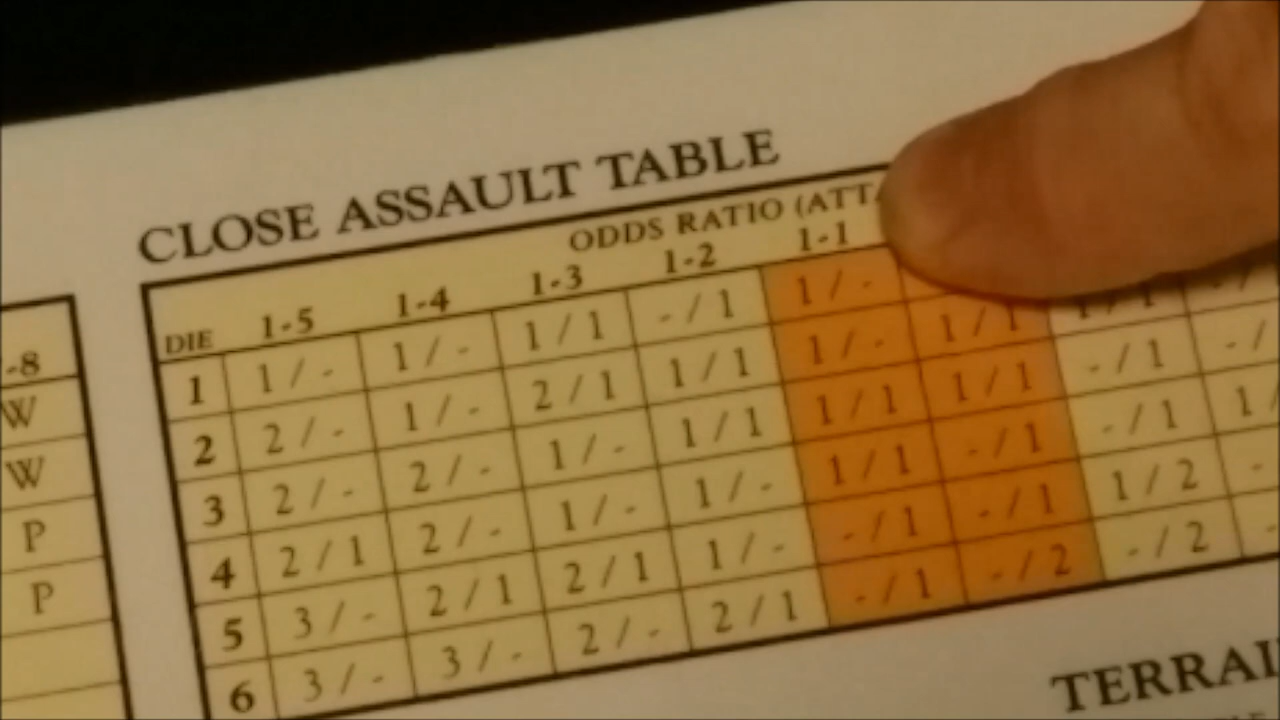 CLOSE ASSAULT TABLE
ODDS RATIO (ATTA
-8
DIE 1-5 1-4 1-3 1-2 1-1
W
1 1/- 1/- 1/1 -/1 1/-
W
2 2/- 1/- 2/1 1/1 1/- 1/1 1/1 -/
P
3 2/- 2/- 1/- 1/1 1/1 1/1 -/1 -/
P
4 2/1 2/- 1/- 1/- 1/1 -/1 -/1 1/
5 3/- 2/1 2/1 1/- -/1 -/1 1/2 -
6 3/- 3/- 2/- 2/1 -/1 -/2 -/2 -
TERRAI